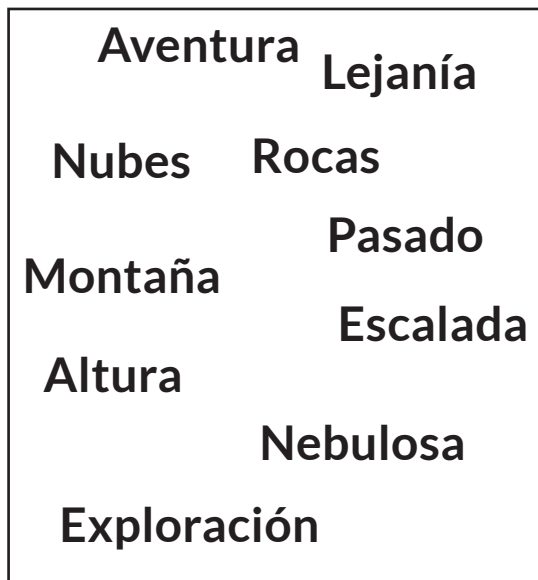 Aventura
Lejanía
Nubes
Rocas
Pasado
Montaña
Escalada
Altura
Nebulosa
Exploración